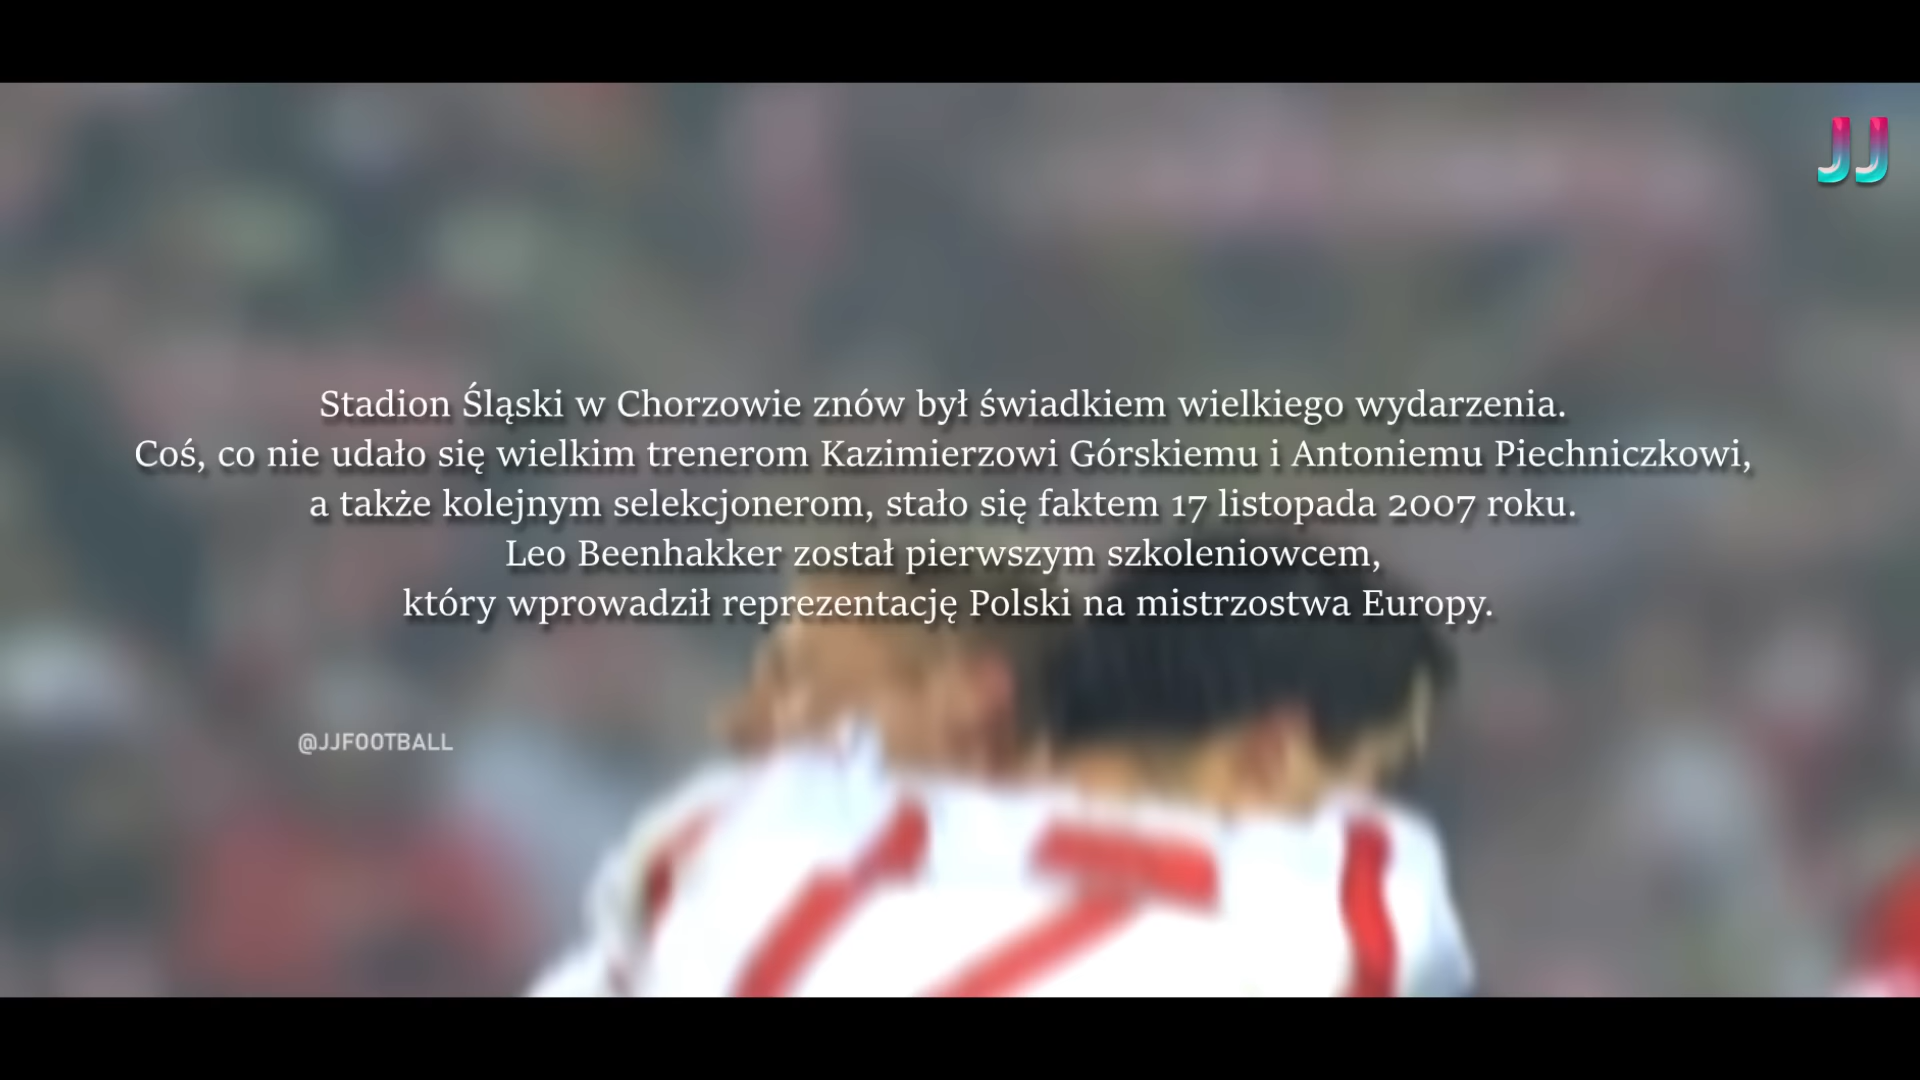 JJ
Stadion Śląski w Chorzowie znów był świadkiem wielkiego wydarzenia.
Coś, co nie udało się wielkim trenerom Kazimierzowi Górskiemu i Antoniemu Piechniczkowi,
a także kolejnym selekcjonerom, stało się faktem 17 listopada 2007 roku.
Leo Beenhakker został pierwszym szkoleniowcem,
który wprowadził reprezentację Polski na mistrzostwa Europy.
@JJFOOTBALL